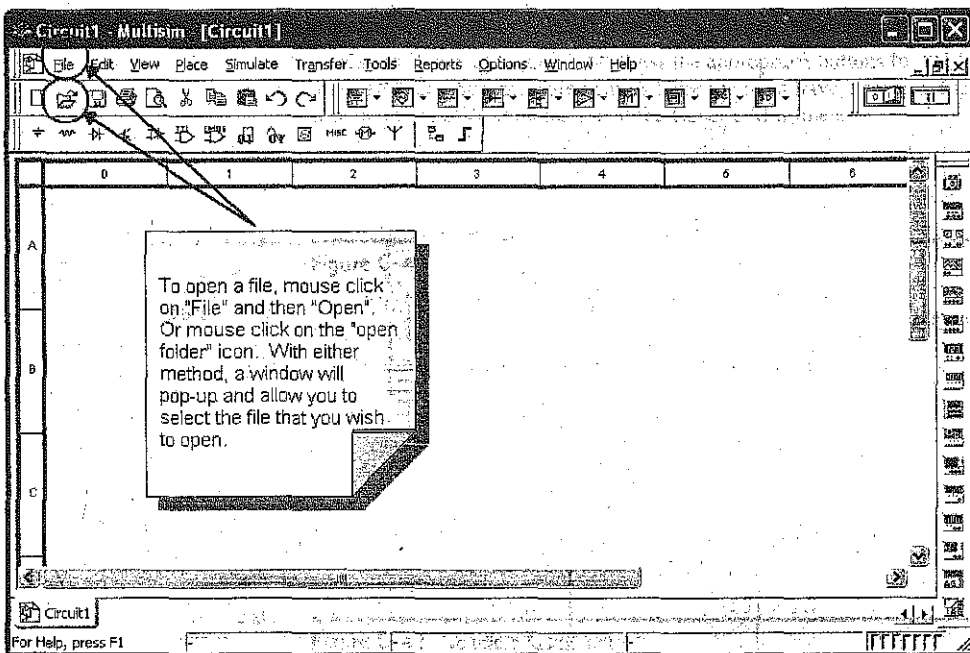 Circuit1 - Multisim - [Circuit1]
File Edit View Place Simulate Transfer Tools Reports Options Window Help
MISC
0 1 2 3 4 5 6
A
To open a file, mouse click
on "File" and then "Open".
Or mouse click on the "open
folder" icon. With either
method, a window will
pop-up and allow you to
select the file that you wish
to open.
B
C
Circuit1
For Help, press F1